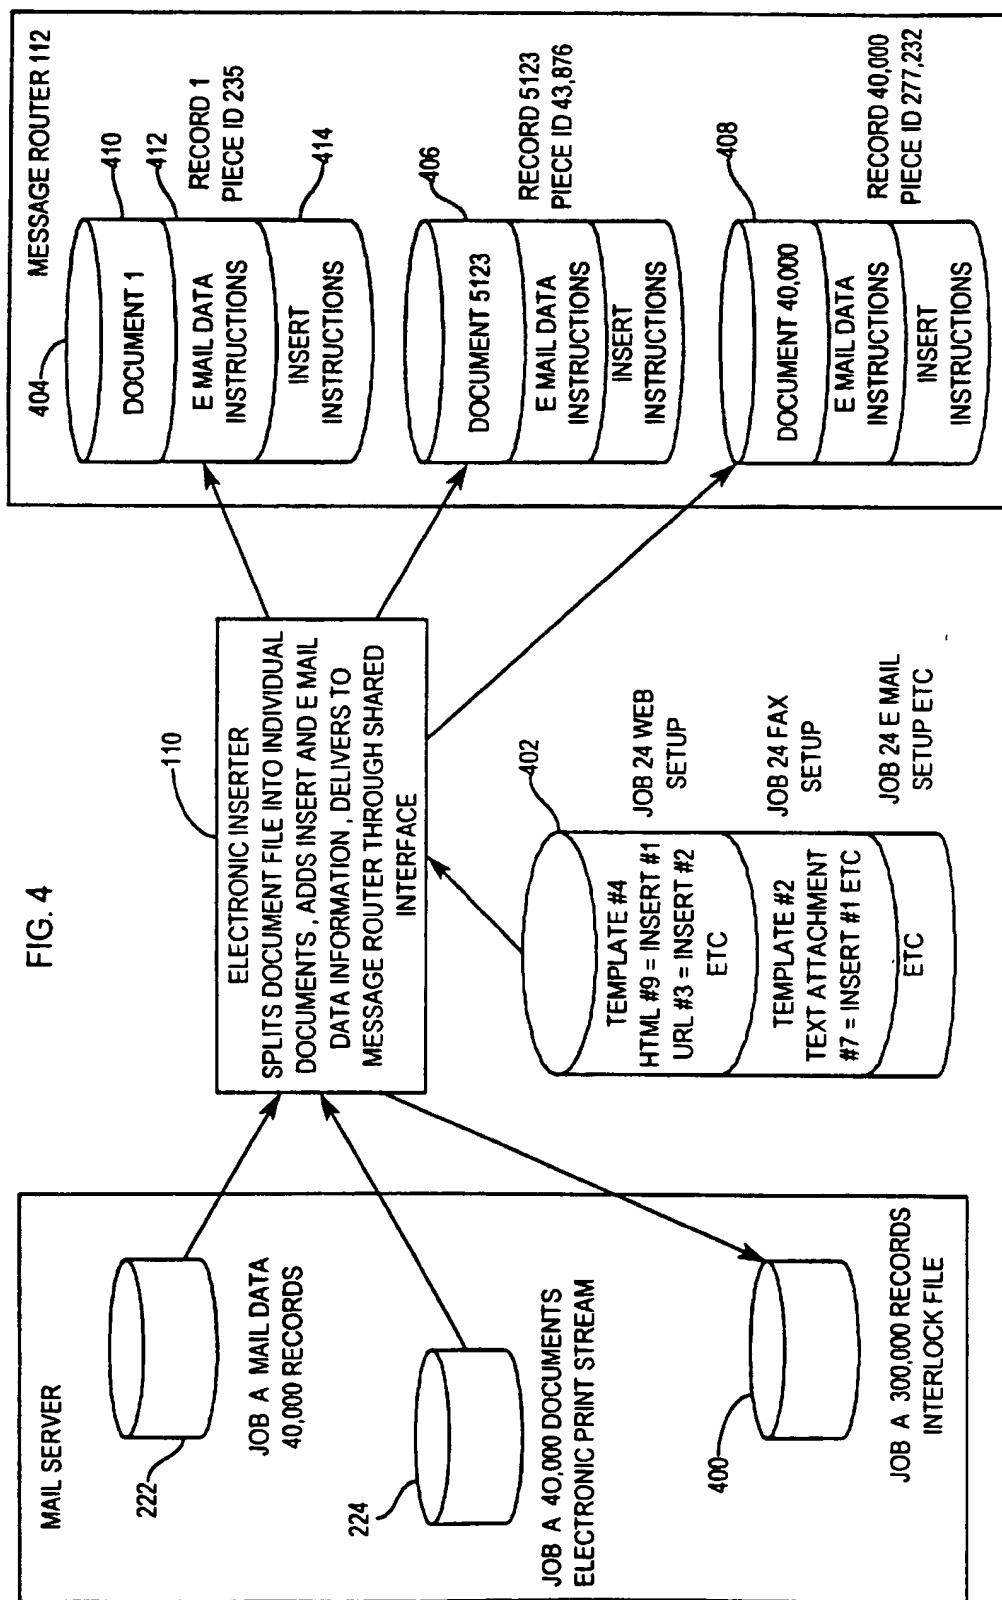 FIG. 4
MAIL SERVER
222
JOB A MAIL DATA
40,000 RECORDS
224
JOB A 40,000 DOCUMENTS
ELECTRONIC PRINT STREAM
400
JOB A 300,000 RECORDS
INTERLOCK FILE
110
ELECTRONIC INSERTER
SPLITS DOCUMENT FILE INTO INDIVIDUAL
DOCUMENTS , ADDS INSERT AND E MAIL
DATA INFORMATION , DELIVERS TO
MESSAGE ROUTER THROUGH SHARED
INTERFACE
402
TEMPLATE #4
HTML #9 = INSERT #1
URL #3 = INSERT #2
ETC
JOB 24 WEB
SETUP
TEMPLATE #2
TEXT ATTACHMENT
#7 = INSERT #1 ETC
JOB 24 FAX
SETUP
ETC
JOB 24 E MAIL
SETUP ETC
MESSAGE ROUTER 112
404
410
DOCUMENT 1
412
E MAIL DATA
INSTRUCTIONS
RECORD 1
PIECE ID 235
INSERT
INSTRUCTIONS
414
406
DOCUMENT 5123
E MAIL DATA
INSTRUCTIONS
INSERT
INSTRUCTIONS
RECORD 5123
PIECE ID 43,876
408
DOCUMENT 40,000
E MAIL DATA
INSTRUCTIONS
INSERT
INSTRUCTIONS
RECORD 40,000
PIECE ID 277,232